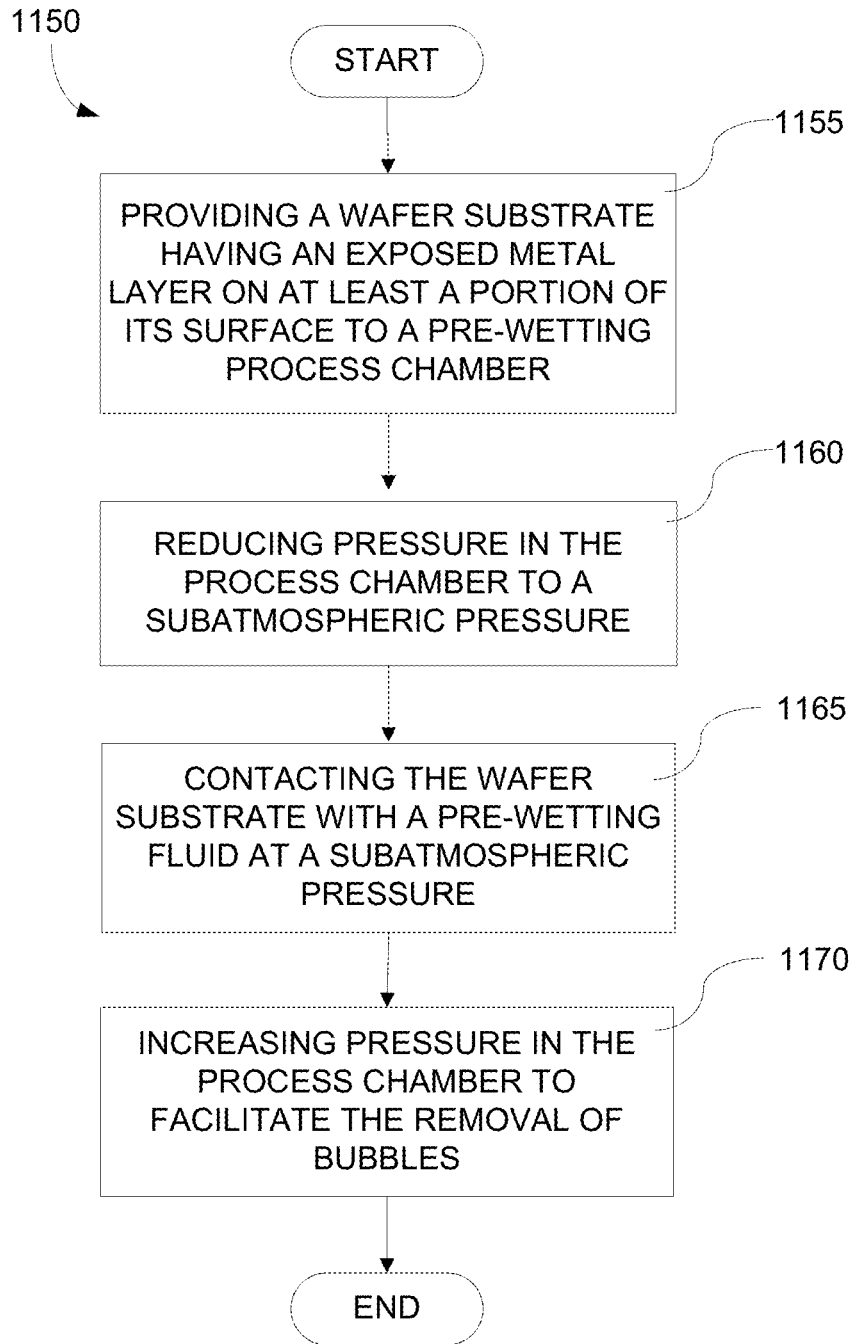 1150
START
1155
PROVIDING A WAFER SUBSTRATE
HAVING AN EXPOSED METAL
LAYER ON AT LEAST A PORTION OF
ITS SURFACE TO A PRE-WETTING
PROCESS CHAMBER
1160
REDUCING PRESSURE IN THE
PROCESS CHAMBER TO A
SUBATMOSPHERIC PRESSURE
1165
CONTACTING THE WAFER
SUBSTRATE WITH A PRE-WETTING
FLUID AT A SUBATMOSPHERIC
PRESSURE
1170
INCREASING PRESSURE IN THE
PROCESS CHAMBER TO
FACILITATE THE REMOVAL OF
BUBBLES
END